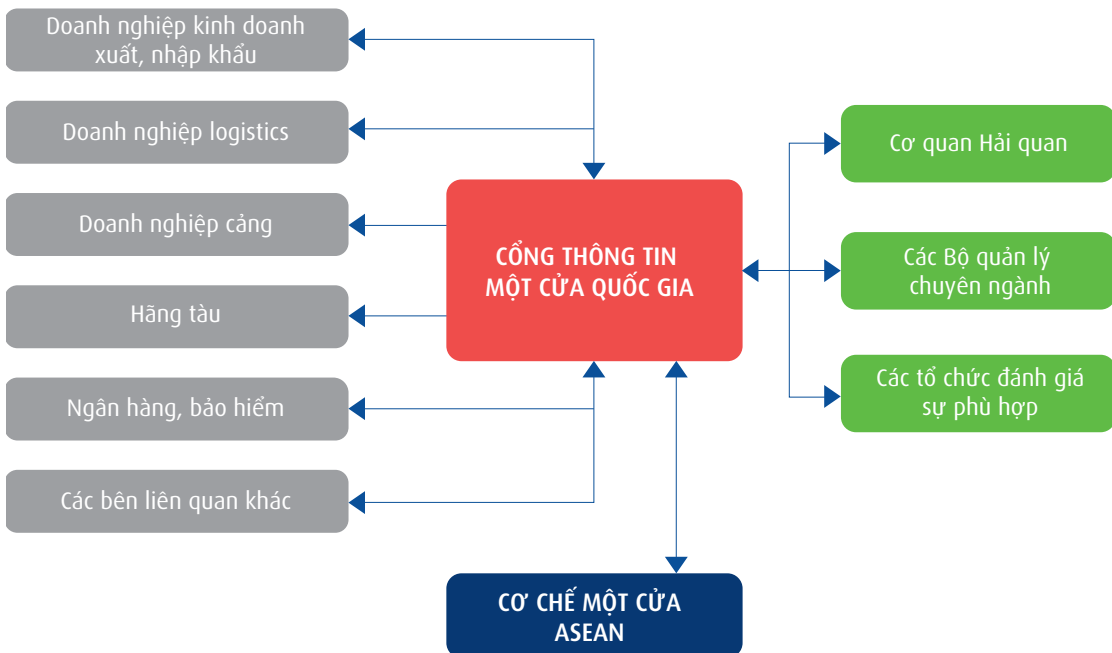 Doanh nghiệp kinh doanh
xuất, nhập khẩu
Doanh nghiệp logistics
Doanh nghiệp cảng
Hãng tàu
Ngân hàng, bảo hiểm
Các bên liên quan khác
CỔNG THÔNG TIN
MỘT CỬA QUỐC GIA
CƠ CHẾ MỘT CỬA
ASEAN
Cơ quan Hải quan
Các Bộ quản lý
chuyên ngành
Các tổ chức đánh giá
sự phù hợp